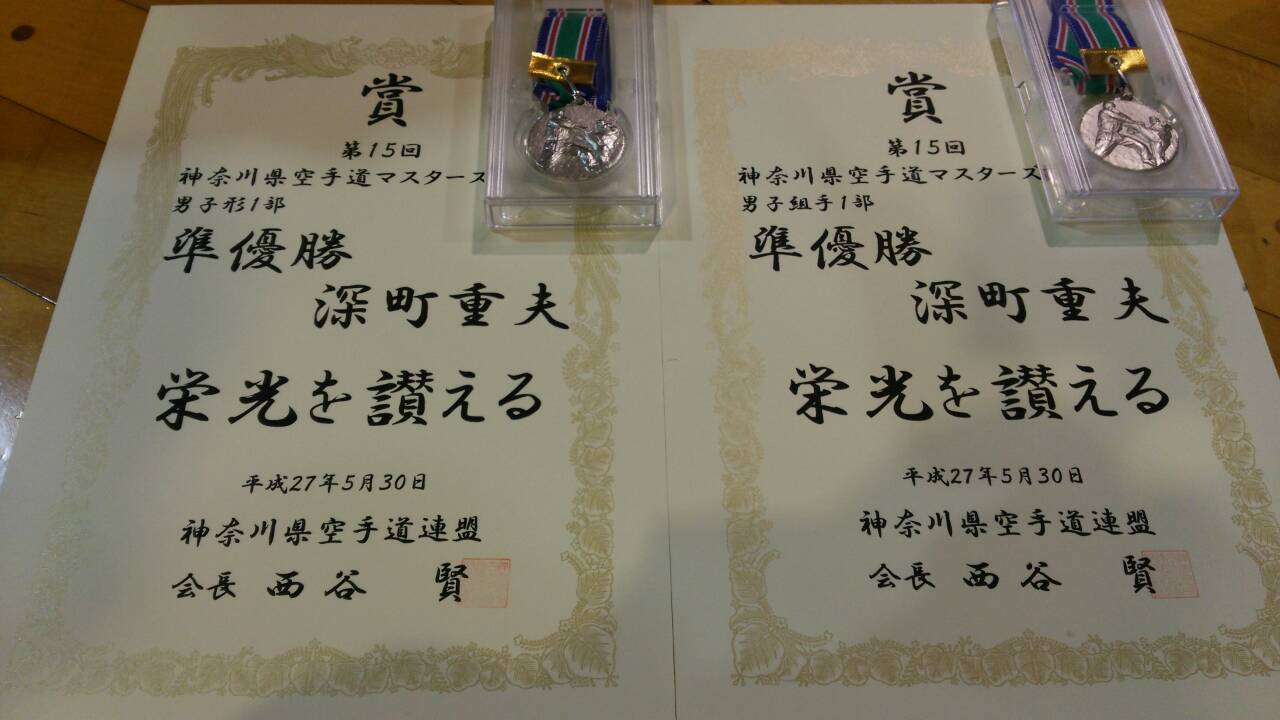 賞
第15回
神奈川県空手道マスターズ
男子形1部
準優勝
深町重夫
栄光を讃える
平成27年5月30日
神奈川県空手道連盟
会長 西谷 賢
賞
第15回
神奈川県空手道マスターズ
男子組手1部
準優勝
深町重夫
栄光を讃える
平成27年5月30日
神奈川県空手道連盟
会長 西谷 賢